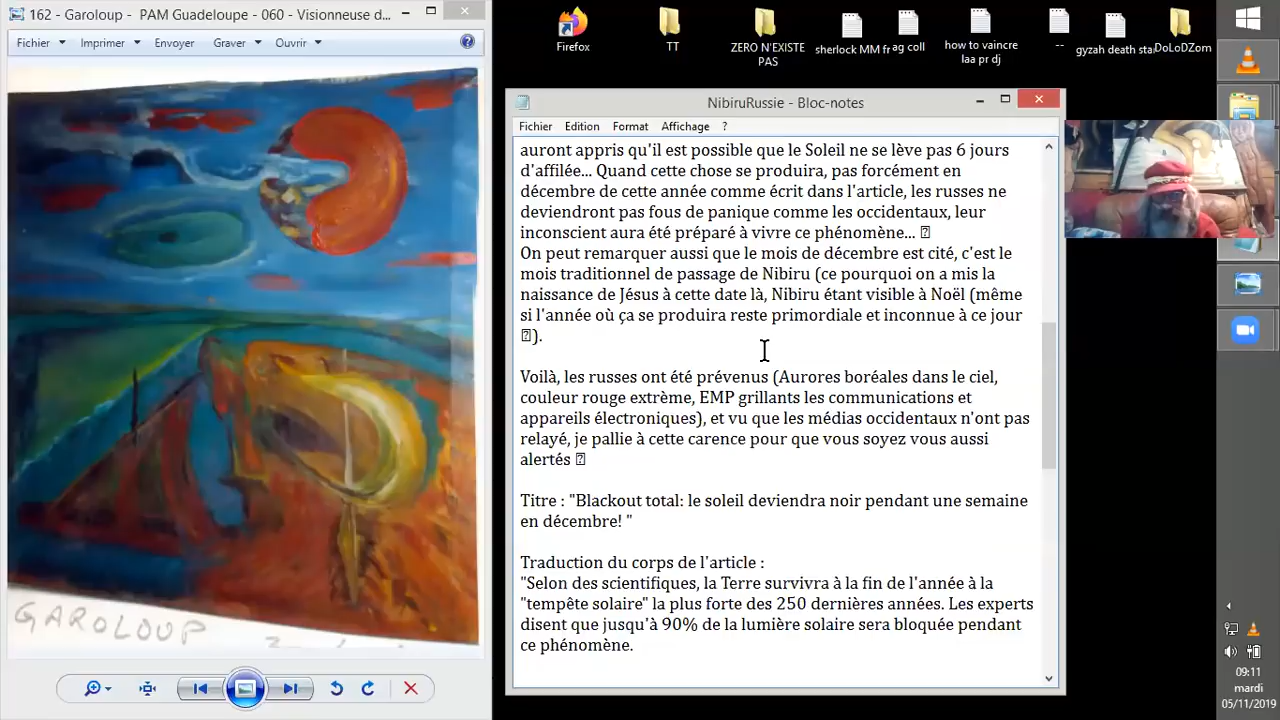 162 - Garoloup - PAM Guadeloupe - 060 - Visionneuse d...
Fichier Imprimer Envoyer Graver Ouvrir
Firefox
TT
ZERO N'EXISTE
PAS
sherlock MM fr
ag coll
how to vaincre
laa pr dj
--
gyzah death sta
DoLoDZom
NibiruRussie - Bloc-notes
Fichier Edition Format Affichage ?
auront appris qu'il est possible que le Soleil ne se lève pas 6 jours
d'affilée... Quand cette chose se produira, pas forcément en
décembre de cette année comme écrit dans l'article, les russes ne
deviendront pas fous de panique comme les occidentaux, leur
inconscient aura été préparé à vivre ce phénomène...
On peut remarquer aussi que le mois de décembre est cité, c'est le
mois traditionnel de passage de Nibiru (ce pourquoi on a mis la
naissance de Jésus à cette date là, Nibiru étant visible à Noël (même
si l'année où ça se produira reste primordiale et inconnue à ce jour
).
Voilà, les russes ont été prévenus (Aurores boréales dans le ciel,
couleur rouge extrème, EMP grillants les communications et
appareils électroniques), et vu que les médias occidentaux n'ont pas
relayé, je pallie à cette carence pour que vous soyez vous aussi
alertés
Titre : "Blackout total: le soleil deviendra noir pendant une semaine
en décembre! "
Traduction du corps de l'article :
"Selon des scientifiques, la Terre survivra à la fin de l'année à la
"tempête solaire" la plus forte des 250 dernières années. Les experts
disent que jusqu'à 90% de la lumière solaire sera bloquée pendant
ce phénomène.
09:11
mardi
05/11/2019